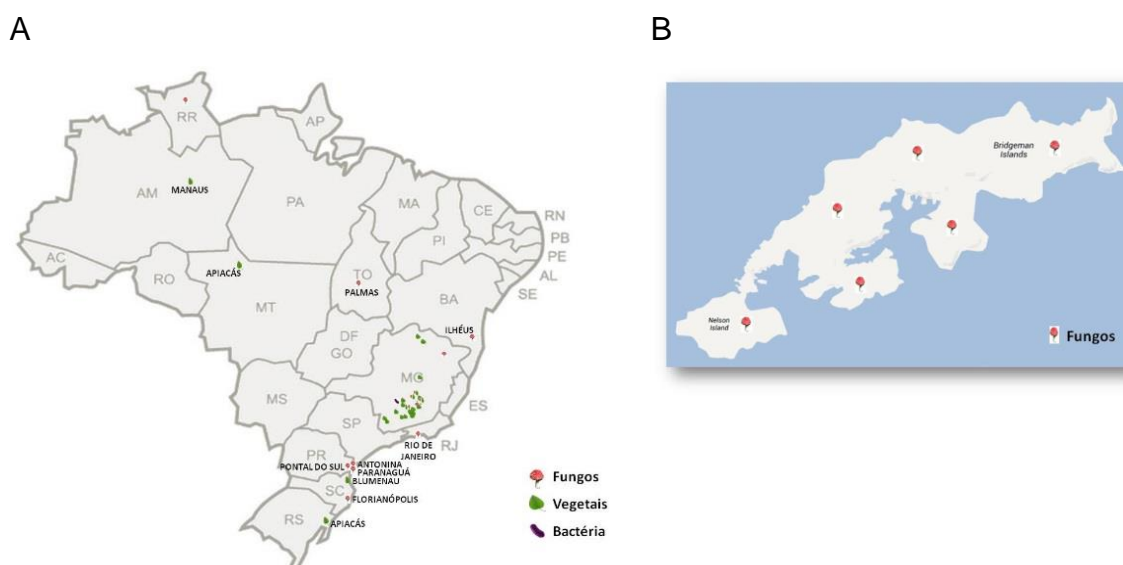 A
B
RR
AP
AM
MANAUS
PA
MA
CE
RN
PI
PB
PE
AC
AL
RO
APIACÁS
TO
SE
PALMAS
BA
MT
ILHÉUS
DF
GO
MG
MS
ES
SP
RJ
RIO DE
JANEIRO
PR
PONTAL DO SUL
ANTONINA
PARANAGUÁ
BLUMENAU
SC
FLORIANÓPOLIS
RS
APIACÁS
Fungos
Vegetais
Bactéria
Bridgeman
Islands
Nelson
Island
Fungos